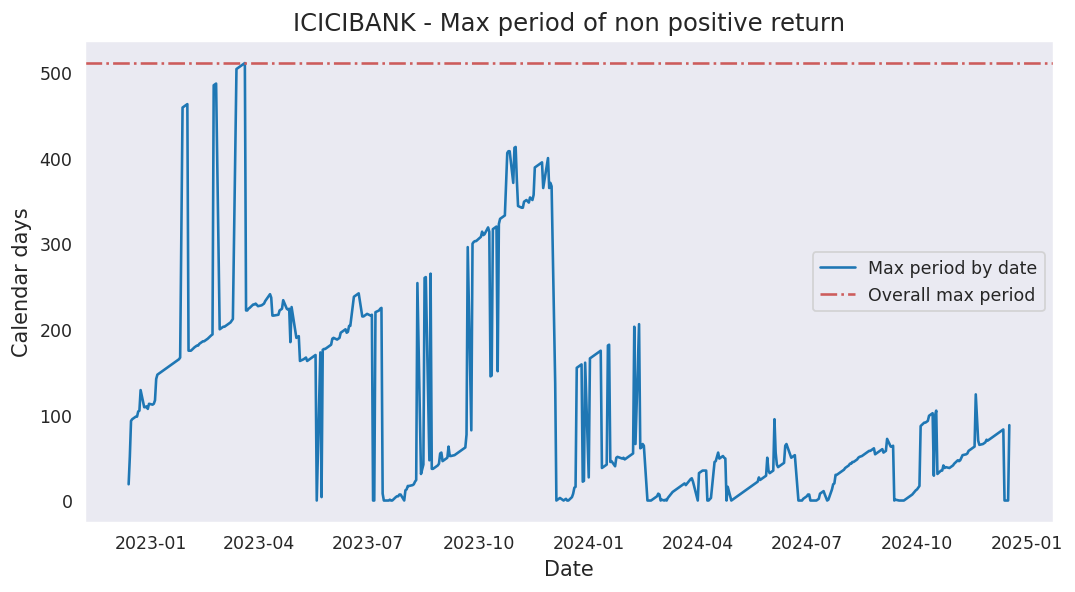 ICICIBANK - Max period of non positive return
Calendar days
500
400
300
200
100
0
Max period by date
Overall max period
2023-01 2023-04 2023-07 2023-10 2024-01 2024-04 2024-07 2024-10 2025-01
Date